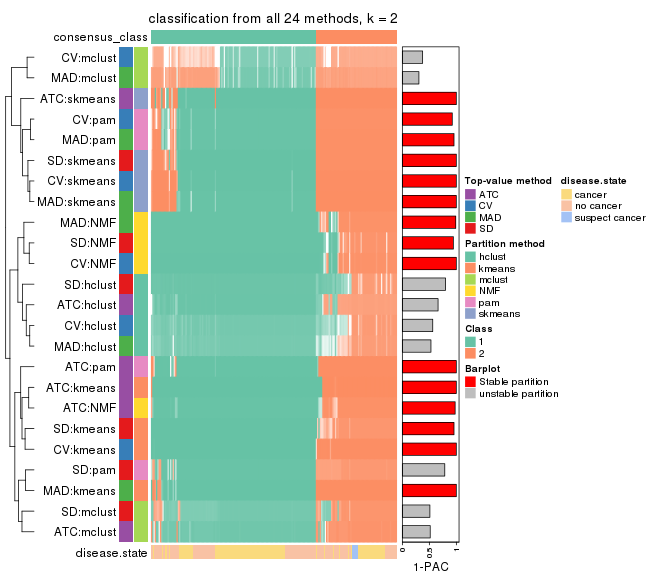 classification from all 24 methods, k = 2
consensus_class
CV:mclust
MAD:mclust
ATC:skmeans
CV:pam
MAD:pam
SD:skmeans
CV:skmeans
MAD:skmeans
MAD:NMF
SD:NMF
CV:NMF
SD:hclust
ATC:hclust
CV:hclust
MAD:hclust
ATC:pam
ATC:kmeans
ATC:NMF
SD:kmeans
CV:kmeans
SD:pam
MAD:kmeans
SD:mclust
ATC:mclust
disease.state
0 0.5 1
1-PAC
Top-value method
ATC
CV
MAD
SD
Partition method
hclust
kmeans
mclust
NMF
pam
skmeans
Class
1
2
Barplot
Stable partition
unstable partition
disease.state
cancer
no cancer
suspect cancer